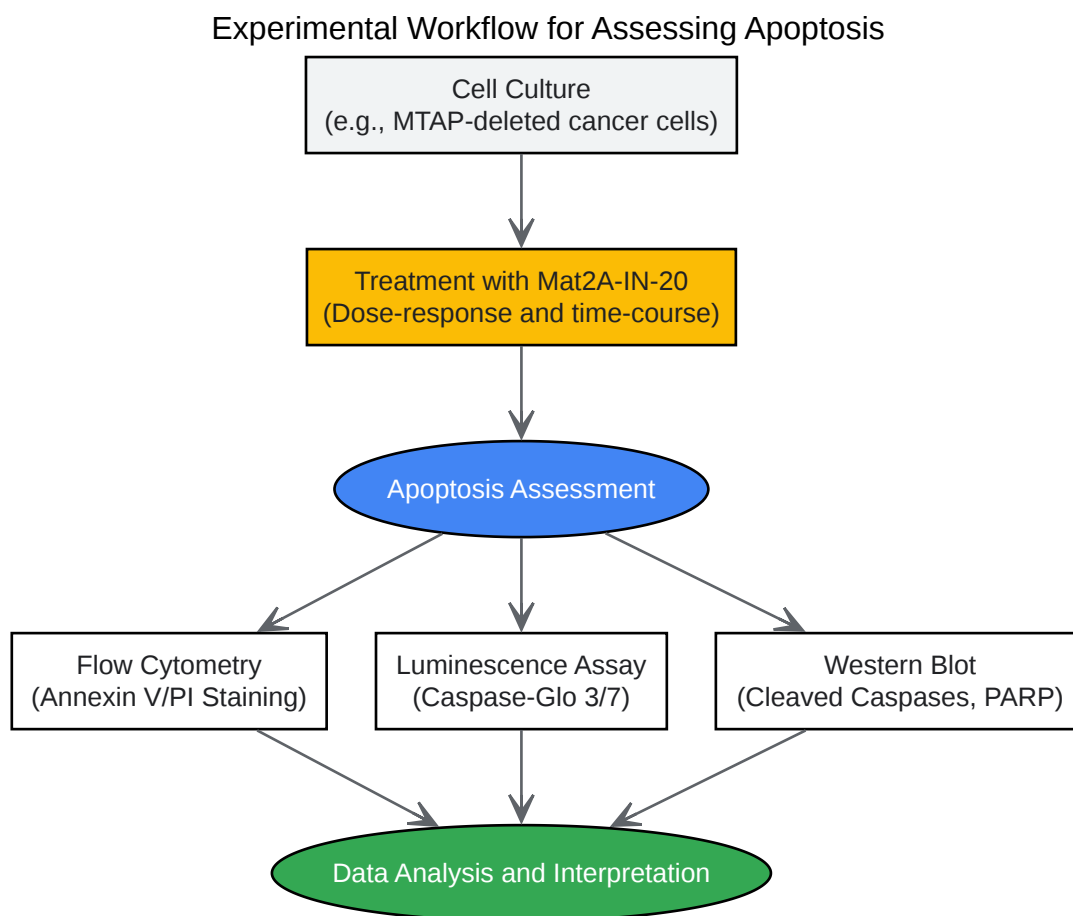 Experimental Workflow for Assessing Apoptosis
Cell Culture
(e.g., MTAP-deleted cancer cells)
Treatment with Mat2A-IN-20
(Dose-response and time-course)
Apoptosis Assessment
Flow Cytometry
(Annexin V/PI Staining)
Luminescence Assay
(Caspase-Glo 3/7)
Western Blot
(Cleaved Caspases, PARP)
Data Analysis and Interpretation